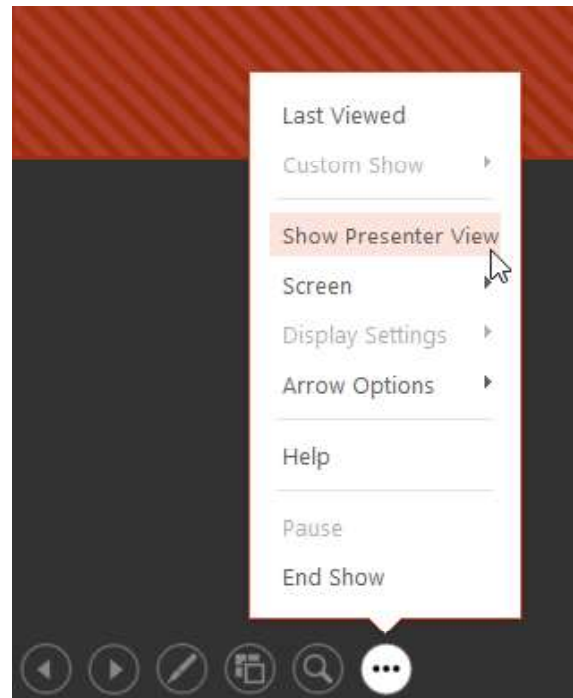 Last Viewed
Custom Show
Show Presenter View
Screen
Display Settings
Arrow Options
Help
Pause
End Show